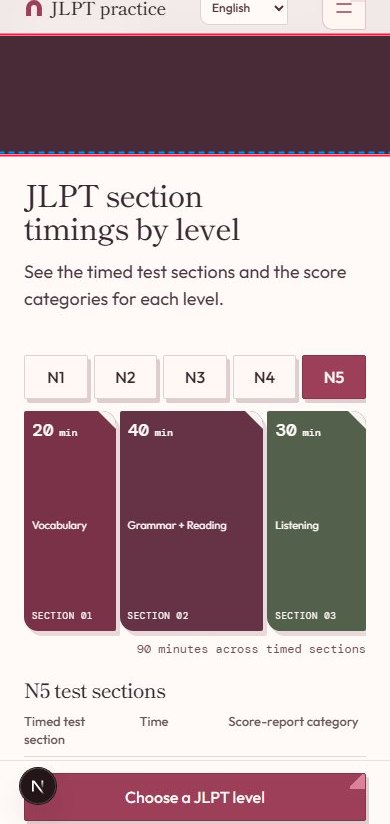 JLPT practice
English
JLPT section
timings by level
See the timed test sections and the score
categories for each level.
N1
N2
N3
N4
N5
20 min
40 min
30 min
Vocabulary
Grammar + Reading
Listening
SECTION 01
SECTION 02
SECTION 03
90 minutes across timed sections
N5 test sections
Timed test
section
Time
Score-report category
N
Choose a JLPT level